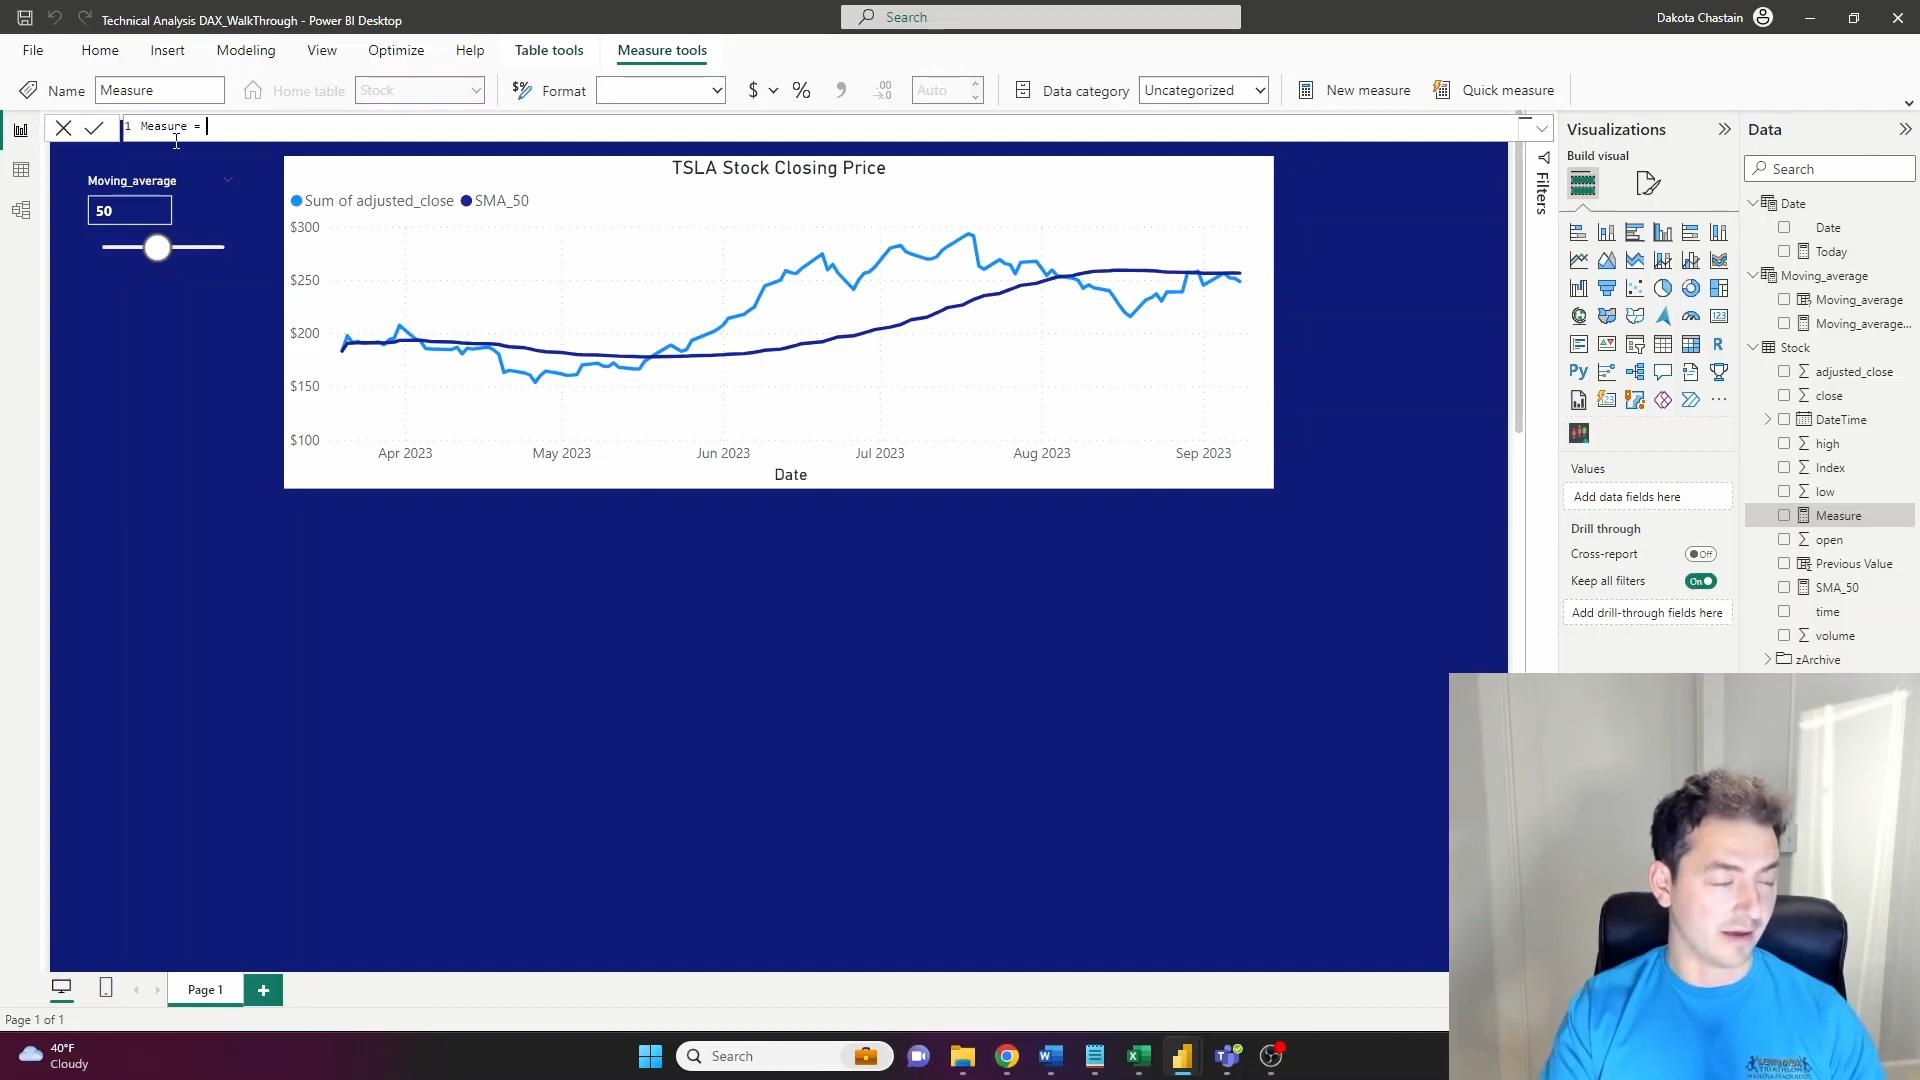 Technical Analysis DAX_WalkThrough - Power BI Desktop
Search
Dakota Chastain
File
Home
Insert
Modeling
View
Optimize
Help
Table tools
Measure tools
Name
Measure
Home table
Stock
Format
$
%
Auto
Data category
Uncategorized
New measure
Quick measure
1 Measure =
Moving_average
50
TSLA Stock Closing Price
Sum of adjusted_close
SMA_50
$300
$250
$200
$150
$100
Apr 2023
May 2023
Jun 2023
Jul 2023
Aug 2023
Sep 2023
Date
Filters
Visualizations
Build visual
123
R
Py
Values
Add data fields here
Drill through
Cross-report
Off
Keep all filters
On
Add drill-through fields here
Data
Search
Date
Date
Today
Moving_average
Moving_average
Moving_average...
Stock
adjusted_close
close
DateTime
high
Index
low
Measure
open
Previous Value
SMA_50
time
volume
zArchive
Page 1
Page 1 of 1
40°F
Cloudy
Search